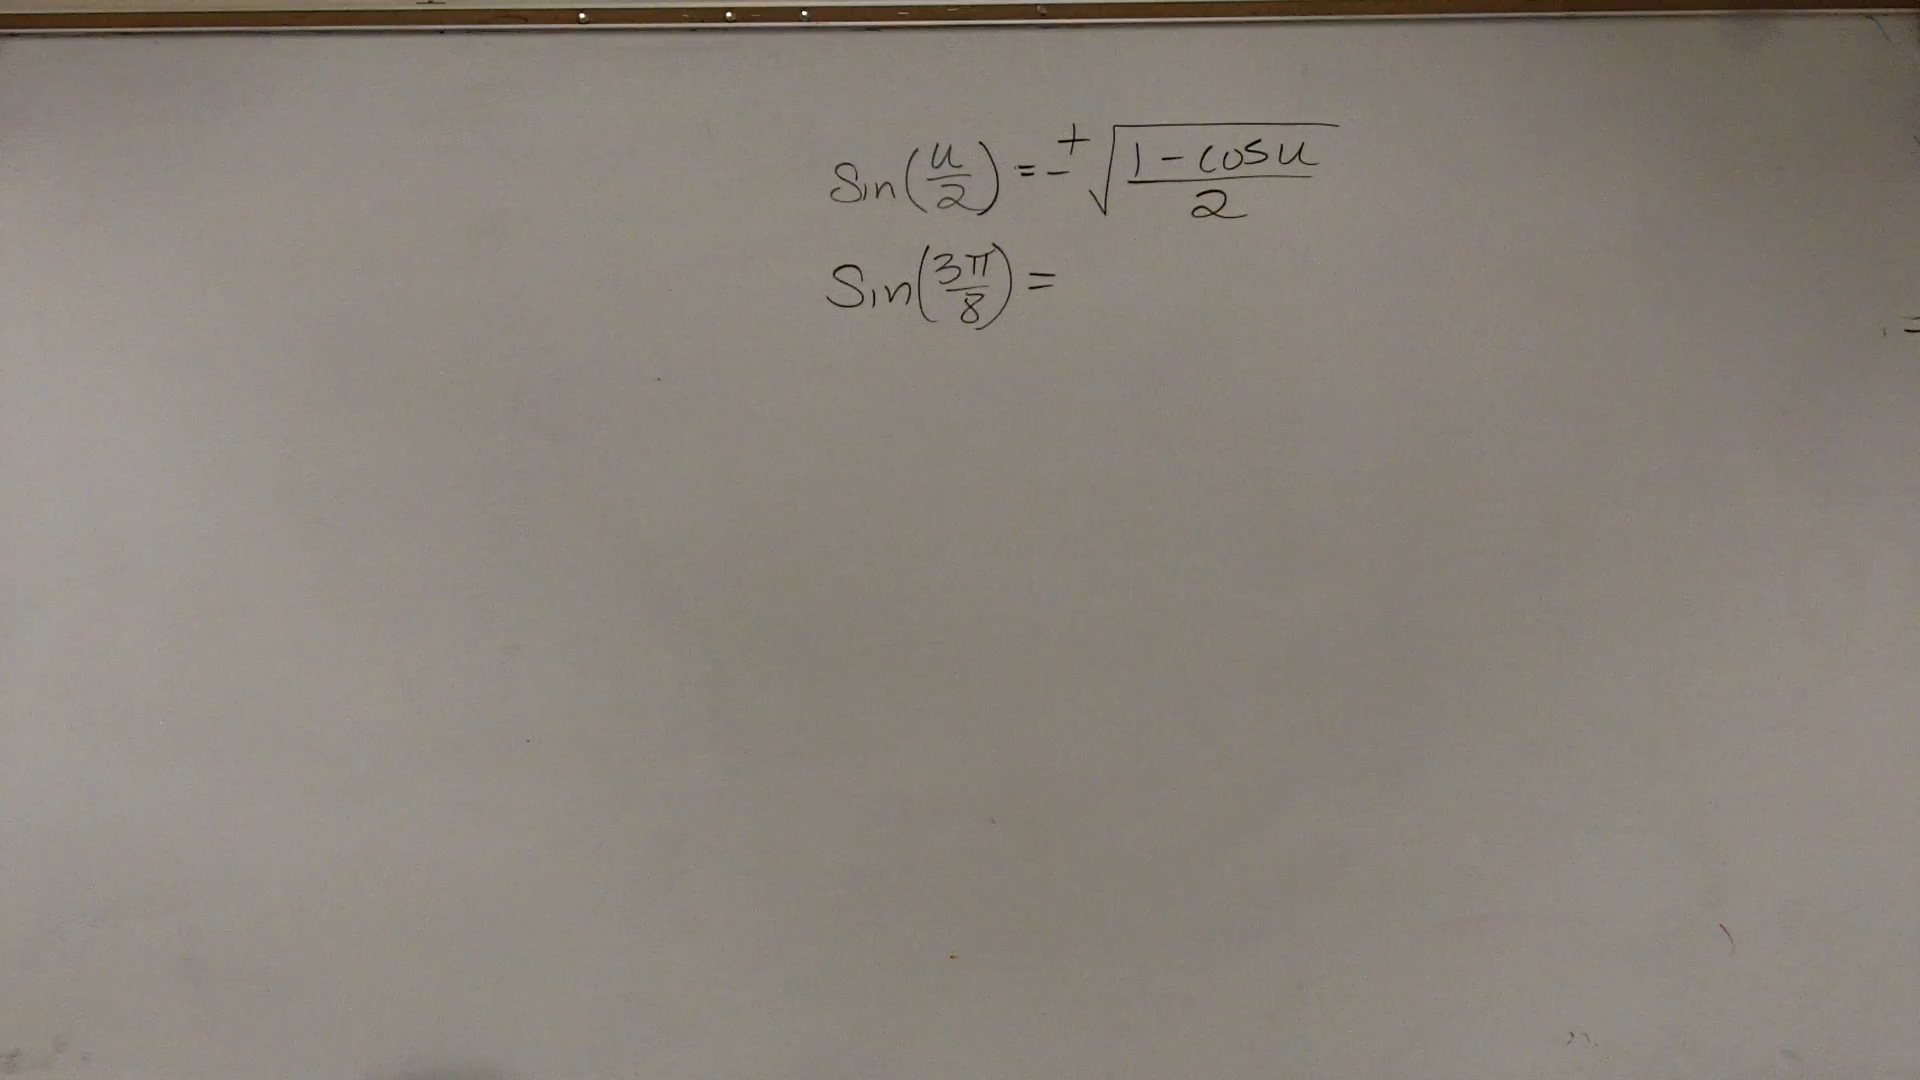 Sin(u/2) = ± √((1 - cos u)/2)
Sin(3π/8) =
=